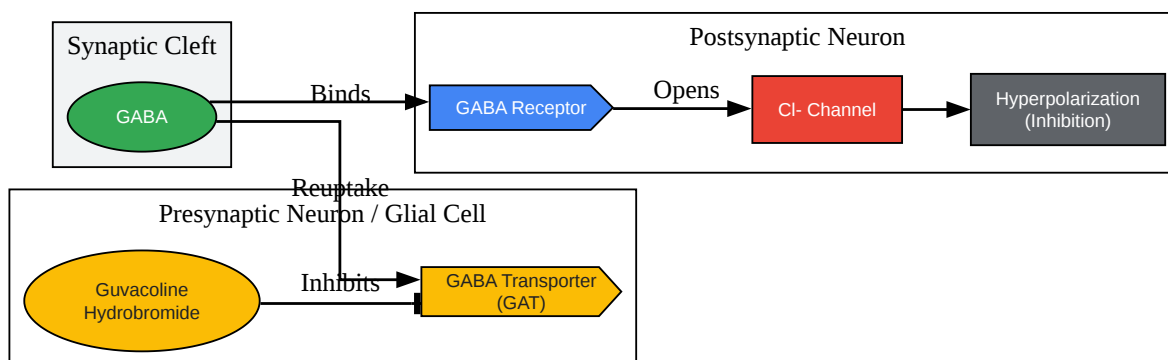 Synaptic Cleft
GABA
Binds
Postsynaptic Neuron
GABA Receptor
Opens
Cl- Channel
Hyperpolarization
(Inhibition)
Reuptake
Presynaptic Neuron / Glial Cell
Guvacoline
Hydrobromide
Inhibits
GABA Transporter
(GAT)